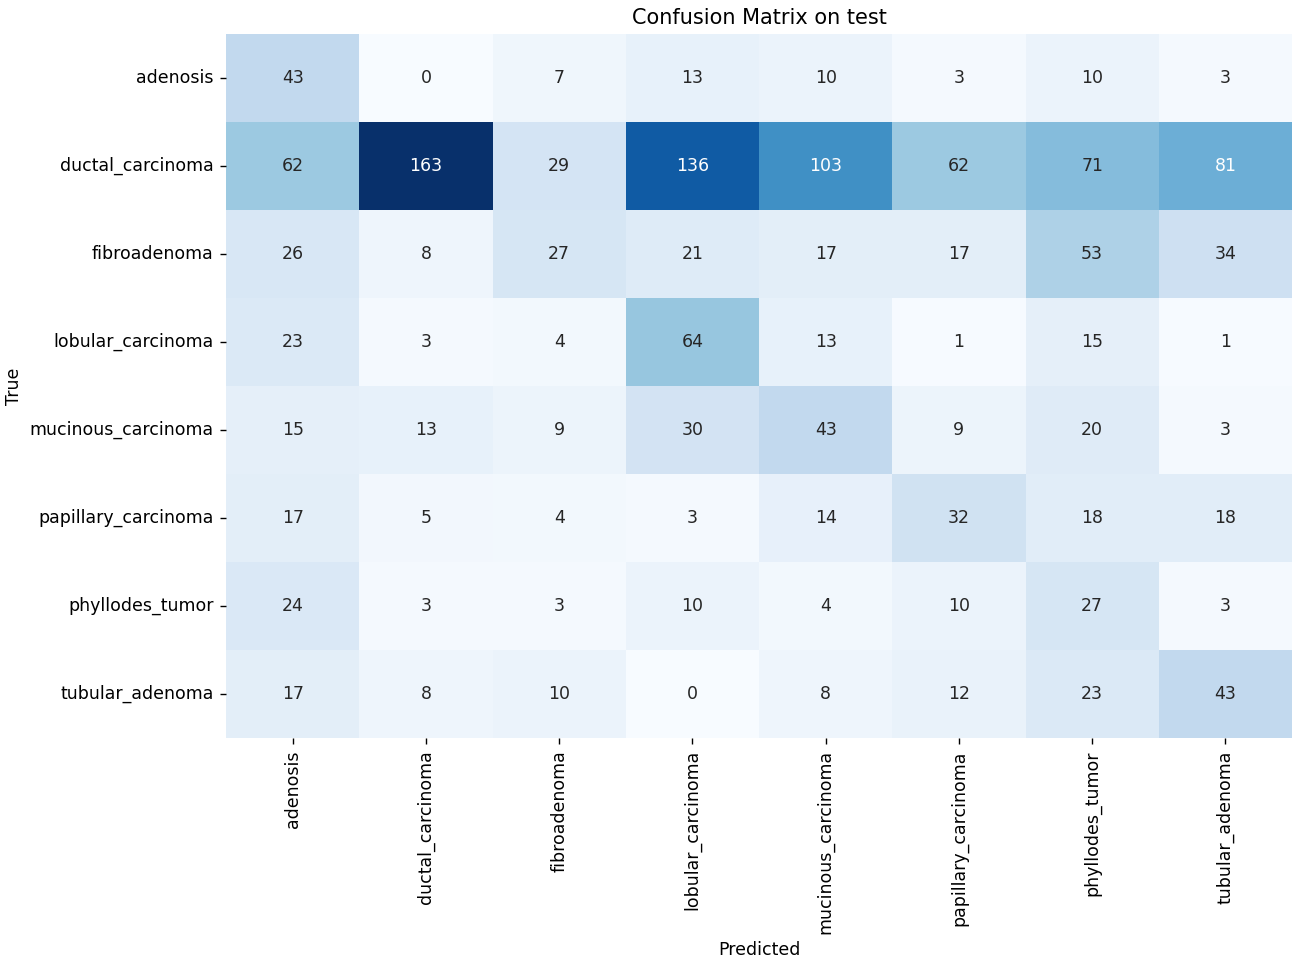 Confusion Matrix on test
adenosis 43 0 7 13 10 3 10 3
ductal_carcinoma 62 163 29 136 103 62 71 81
fibroadenoma 26 8 27 21 17 17 53 34
lobular_carcinoma 23 3 4 64 13 1 15 1
True
mucinous_carcinoma 15 13 9 30 43 9 20 3
papillary_carcinoma 17 5 4 3 14 32 18 18
phyllodes_tumor 24 3 3 10 4 10 27 3
tubular_adenoma 17 8 10 0 8 12 23 43
adenosis
ductal_carcinoma
fibroadenoma
lobular_carcinoma
mucinous_carcinoma
papillary_carcinoma
phyllodes_tumor
tubular_adenoma
Predicted